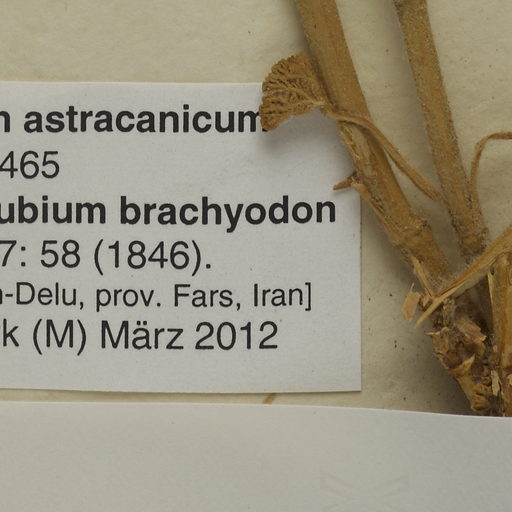 n astracanicum
465
ubium brachyodon
7: 58 (1846).
n-Delu, prov. Fars, Iran]
k (M) März 2012